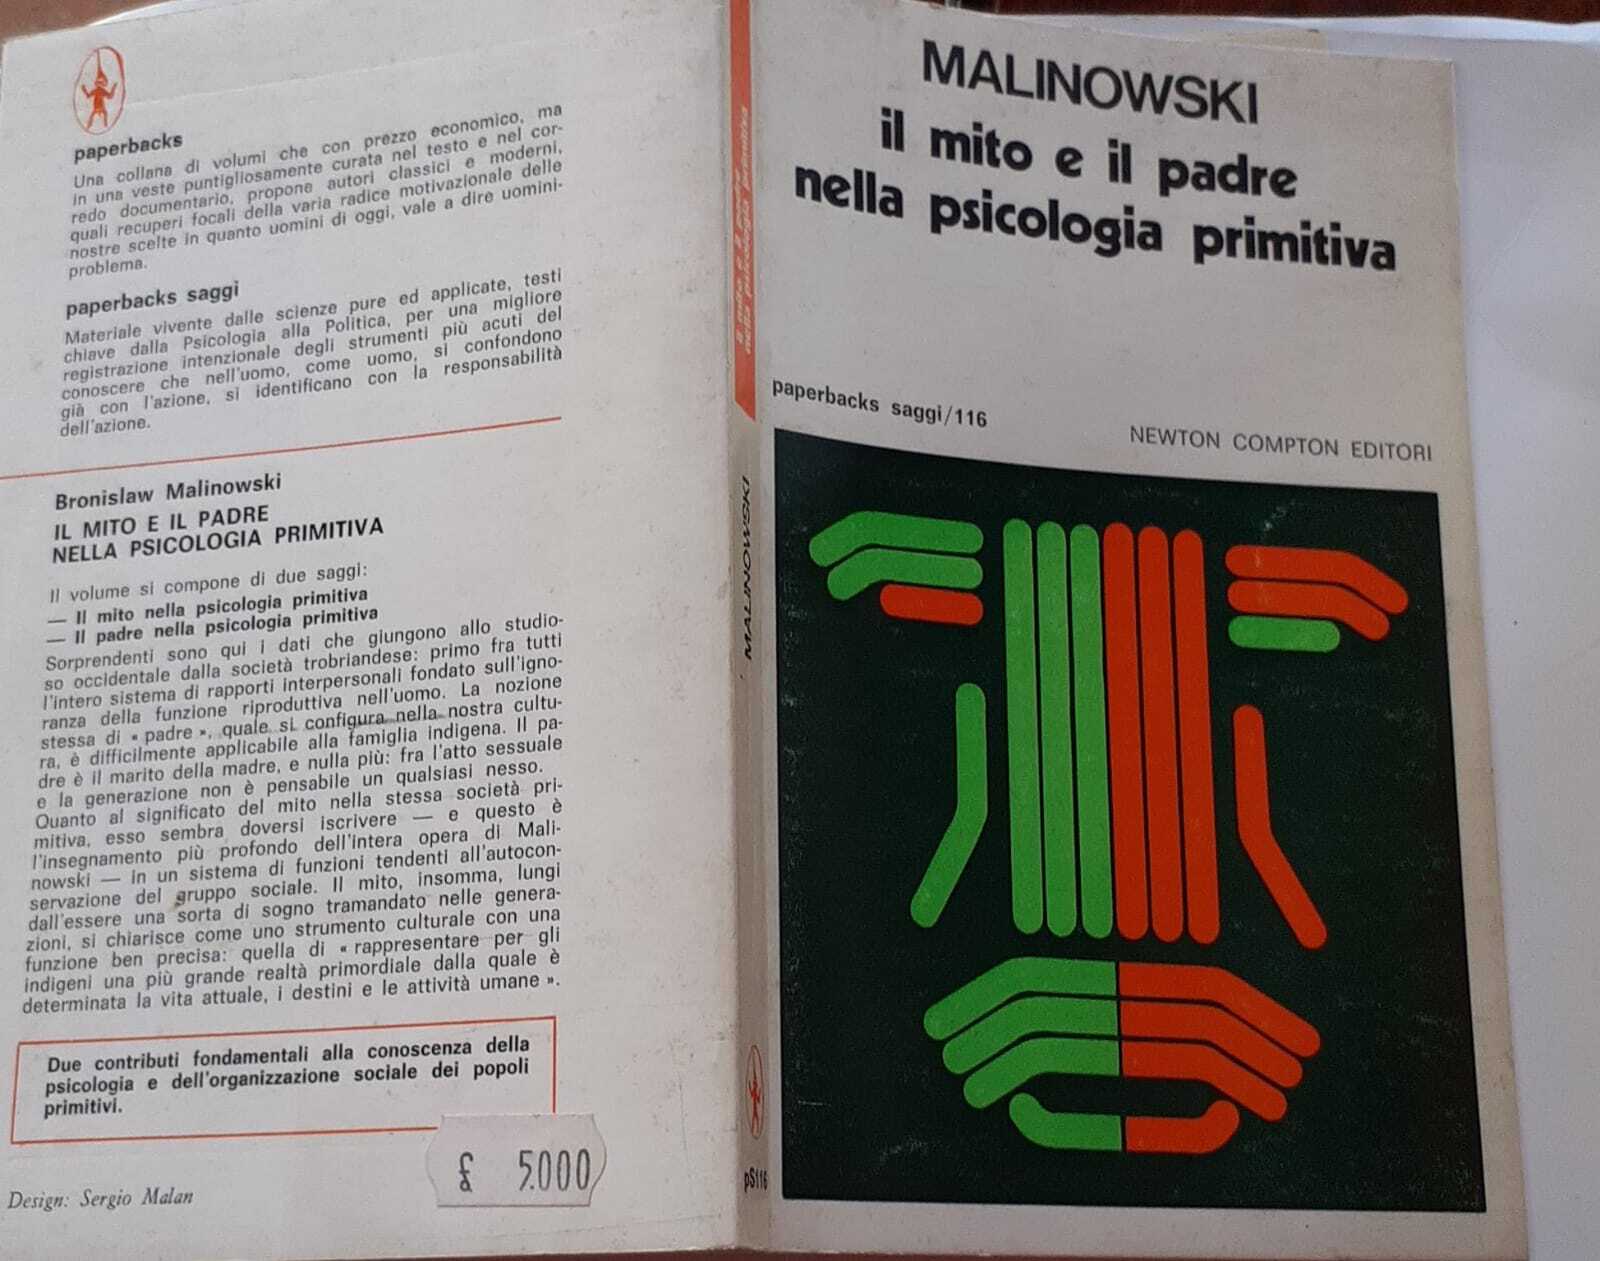 paperbacks
Una collana di volumi che con prezzo economico, ma
in una veste puntigliosamente curata nel testo e nel cor-
redo documentario, propone autori classici e moderni,
quali recuperi focali della varia radice motivazionale delle
nostre scelte in quanto uomini di oggi, vale a dire uomini-
problema.
paperbacks saggi
Materiale vivente dalle scienze pure ed applicate, testi
chiave dalla Psicologia alla Politica, per una migliore
registrazione intenzionale degli strumenti più acuti del
conoscere che nell'uomo, come uomo, si confondono
già con l'azione, si identificano con la responsabilità
dell'azione.
Bronislaw Malinowski
IL MITO E IL PADRE
NELLA PSICOLOGIA PRIMITIVA
Il volume si compone di due saggi:
— Il mito nella psicologia primitiva
— Il padre nella psicologia primitiva
Sorprendenti sono qui i dati che giungono allo studio-
so occidentale dalla società trobriandese: primo fra tutti
l'intero sistema di rapporti interpersonali fondato sull'igno-
ranza della funzione riproduttiva nell'uomo. La nozione
stessa di « padre », quale si configura nella nostra cultu-
ra, è difficilmente applicabile alla famiglia indigena. Il pa-
dre è il marito della madre, e nulla più: fra l'atto sessuale
e la generazione non è pensabile un qualsiasi nesso.
Quanto al significato del mito nella stessa società pri-
mitiva, esso sembra doversi iscrivere — e questo è
l'insegnamento più profondo dell'intera opera di Mali-
nowski — in un sistema di funzioni tendenti all'autocon-
servazione del gruppo sociale. Il mito, insomma, lungi
dall'essere una sorta di sogno tramandato nelle genera-
zioni, si chiarisce come uno strumento culturale con una
funzione ben precisa: quella di « rappresentare per gli
indigeni una più grande realtà primordiale dalla quale è
determinata la vita attuale, i destini e le attività umane ».
Due contributi fondamentali alla conoscenza della
psicologia e dell'organizzazione sociale dei popoli
primitivi.
£ 5.000
Design: Sergio Malan
il mito e il padre
nella psicologia primitiva
MALINOWSKI
pS116
MALINOWSKI
il mito e il padre
nella psicologia primitiva
paperbacks saggi/116
NEWTON COMPTON EDITORI